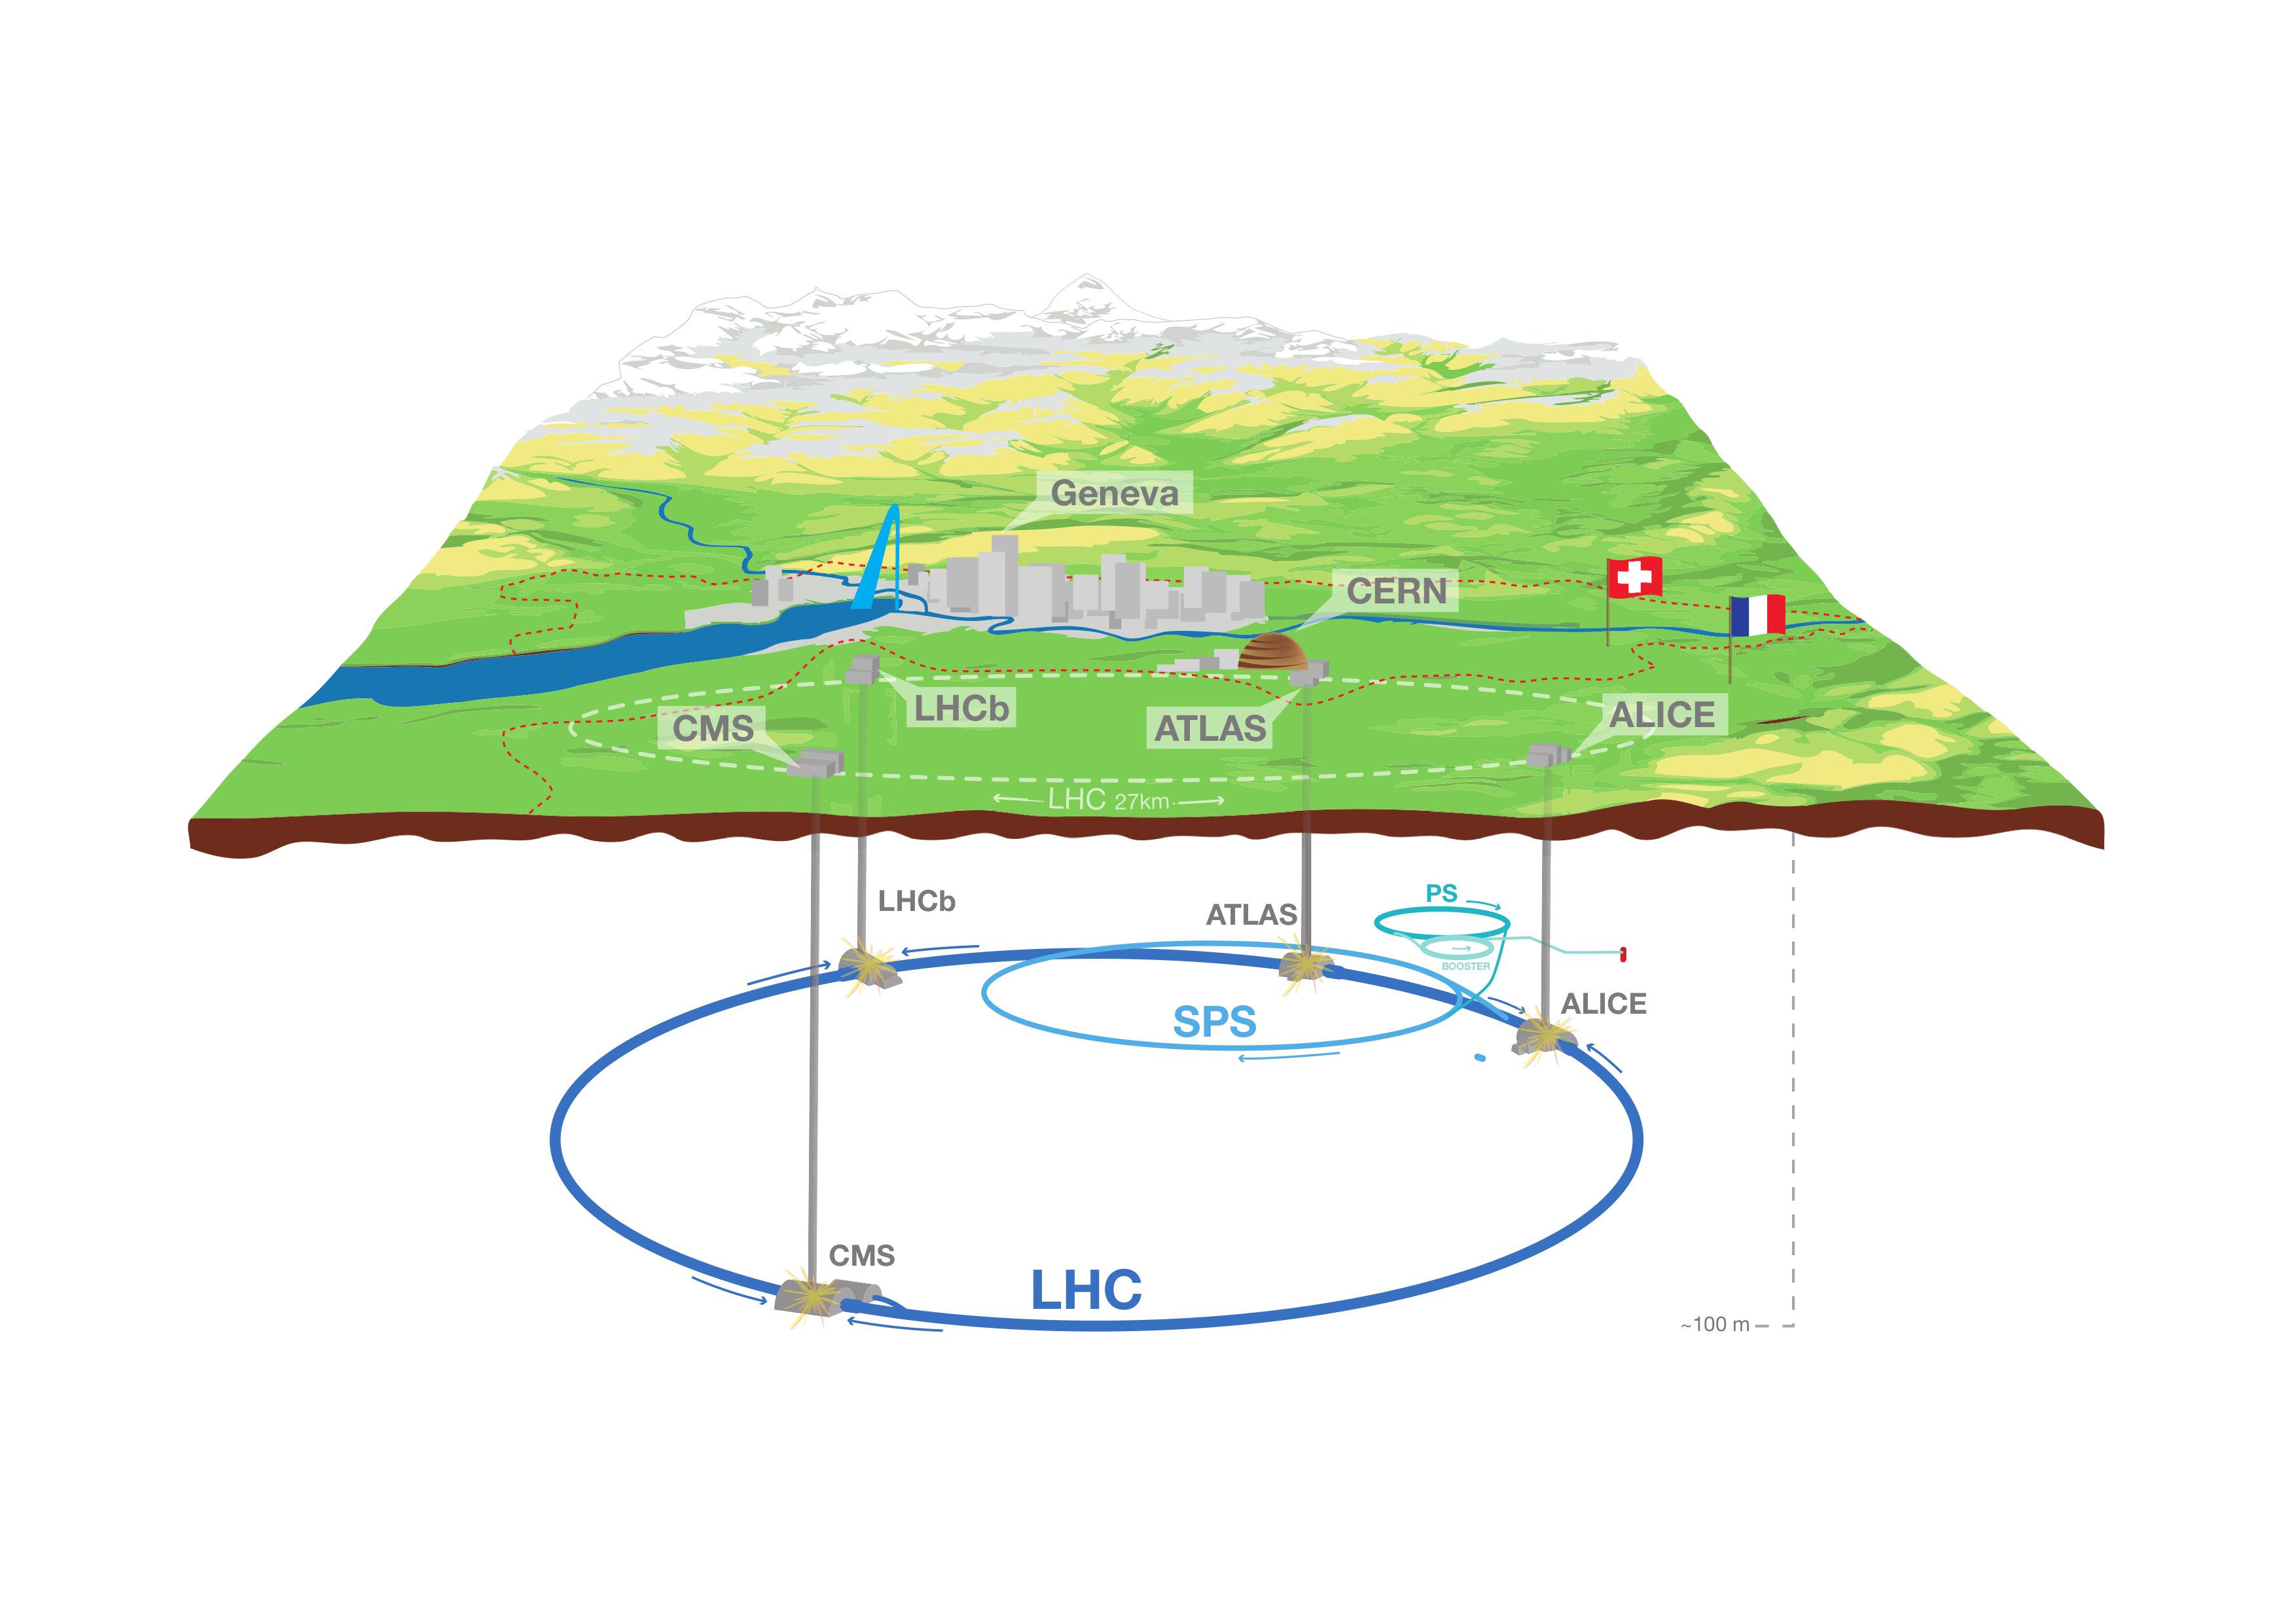 Geneva
CERN
LHCb
CMS
ATLAS
ALICE
LHC 27km
PS
LHCb
ATLAS
BOOSTER
ALICE
SPS
CMS
LHC
~100 m